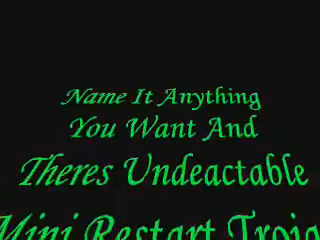 Name It Anything
You Want And
Theres Undeactable
Mini Restart